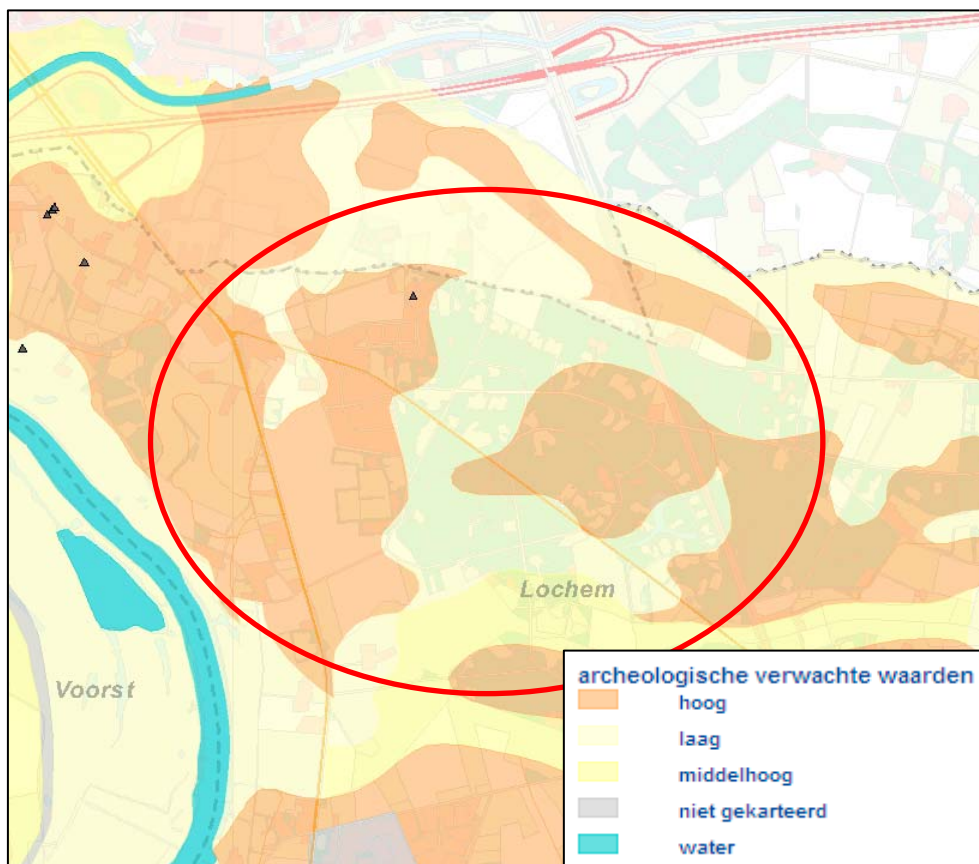 Lochem
Voorst
archeologische verwachte waarden
hoog
laag
middelhoog
niet gekarteerd
water